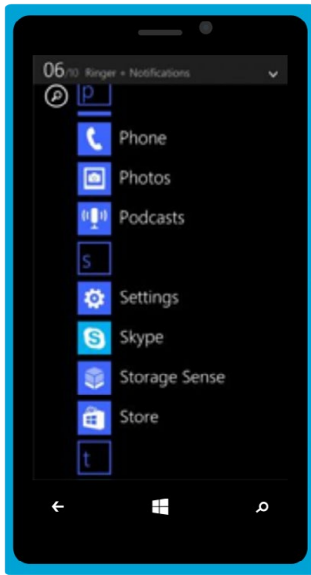 06/10 Ringer + Notifications
p
Phone
Photos
Podcasts
s
Settings
Skype
Storage Sense
Store
t